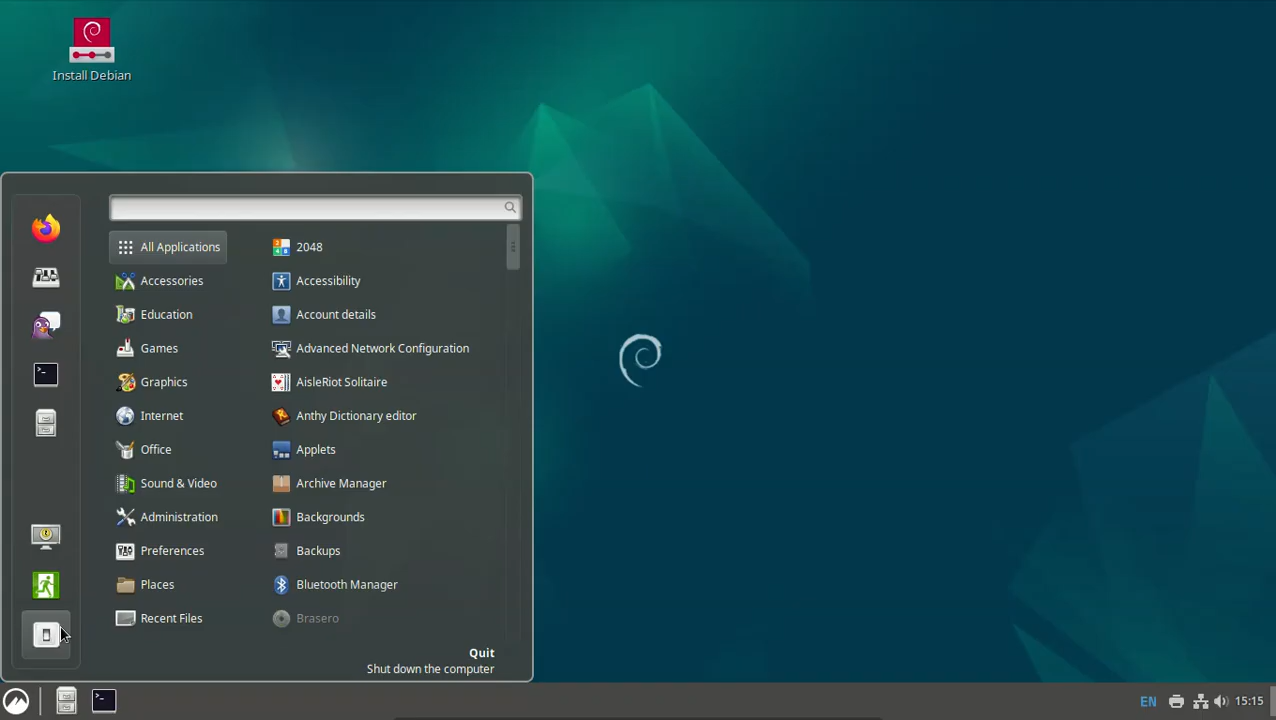 Install Debian
All Applications
Accessories
Education
Games
Graphics
Internet
Office
Sound & Video
Administration
Preferences
Places
Recent Files
2048
Accessibility
Account details
Advanced Network Configuration
AisleRiot Solitaire
Anthy Dictionary editor
Applets
Archive Manager
Backgrounds
Backups
Bluetooth Manager
Brasero
Quit
Shut down the computer
EN
15:15